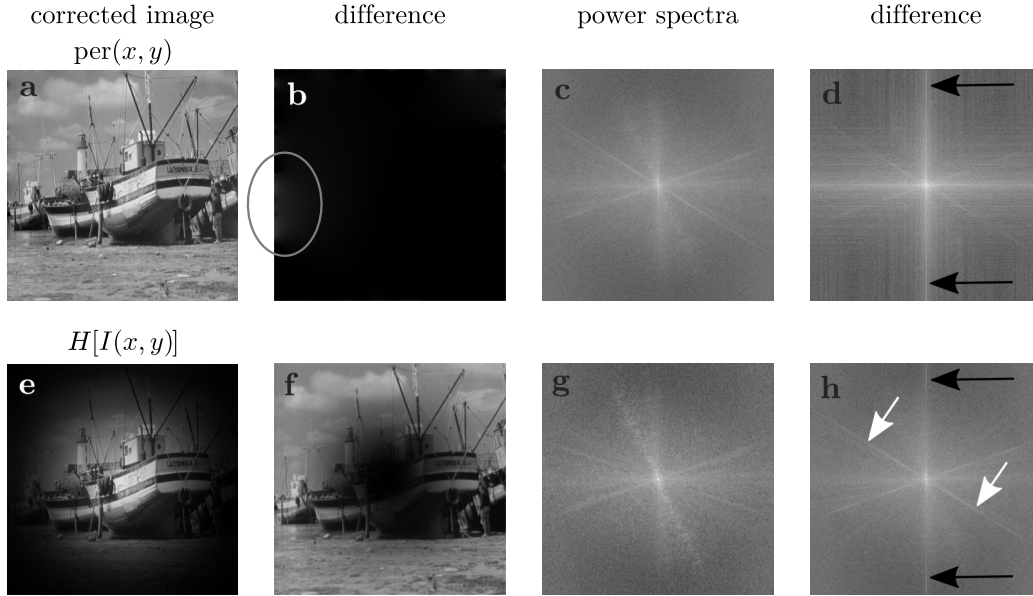 corrected image difference power spectra difference
per(x, y)
a b c d
H[I(x, y)]
e f g h